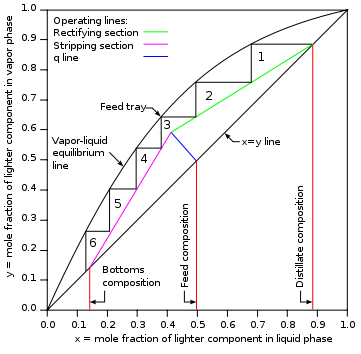 Operating lines:
Rectifying section
Stripping section
q line
1
2
Feed tray
3
Vapor-liquid
equilibrium
line
4
x=y line
5
6
Bottoms
composition
Feed composition
Distillate composition
y = mole fraction of lighter component in vapor phase
1.0
0.9
0.8
0.7
0.6
0.5
0.4
0.3
0.2
0.1
0.0
0.0 0.1 0.2 0.3 0.4 0.5 0.6 0.7 0.8 0.9 1.0
x = mole fraction of lighter component in liquid phase